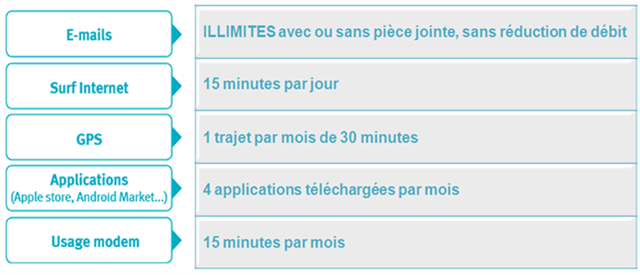 E-mails
ILLIMITES avec ou sans pièce jointe, sans réduction de débit
Surf Internet
15 minutes par jour
GPS
1 trajet par mois de 30 minutes
Applications
(Apple store, Android Market...)
4 applications téléchargées par mois
Usage modem
15 minutes par mois